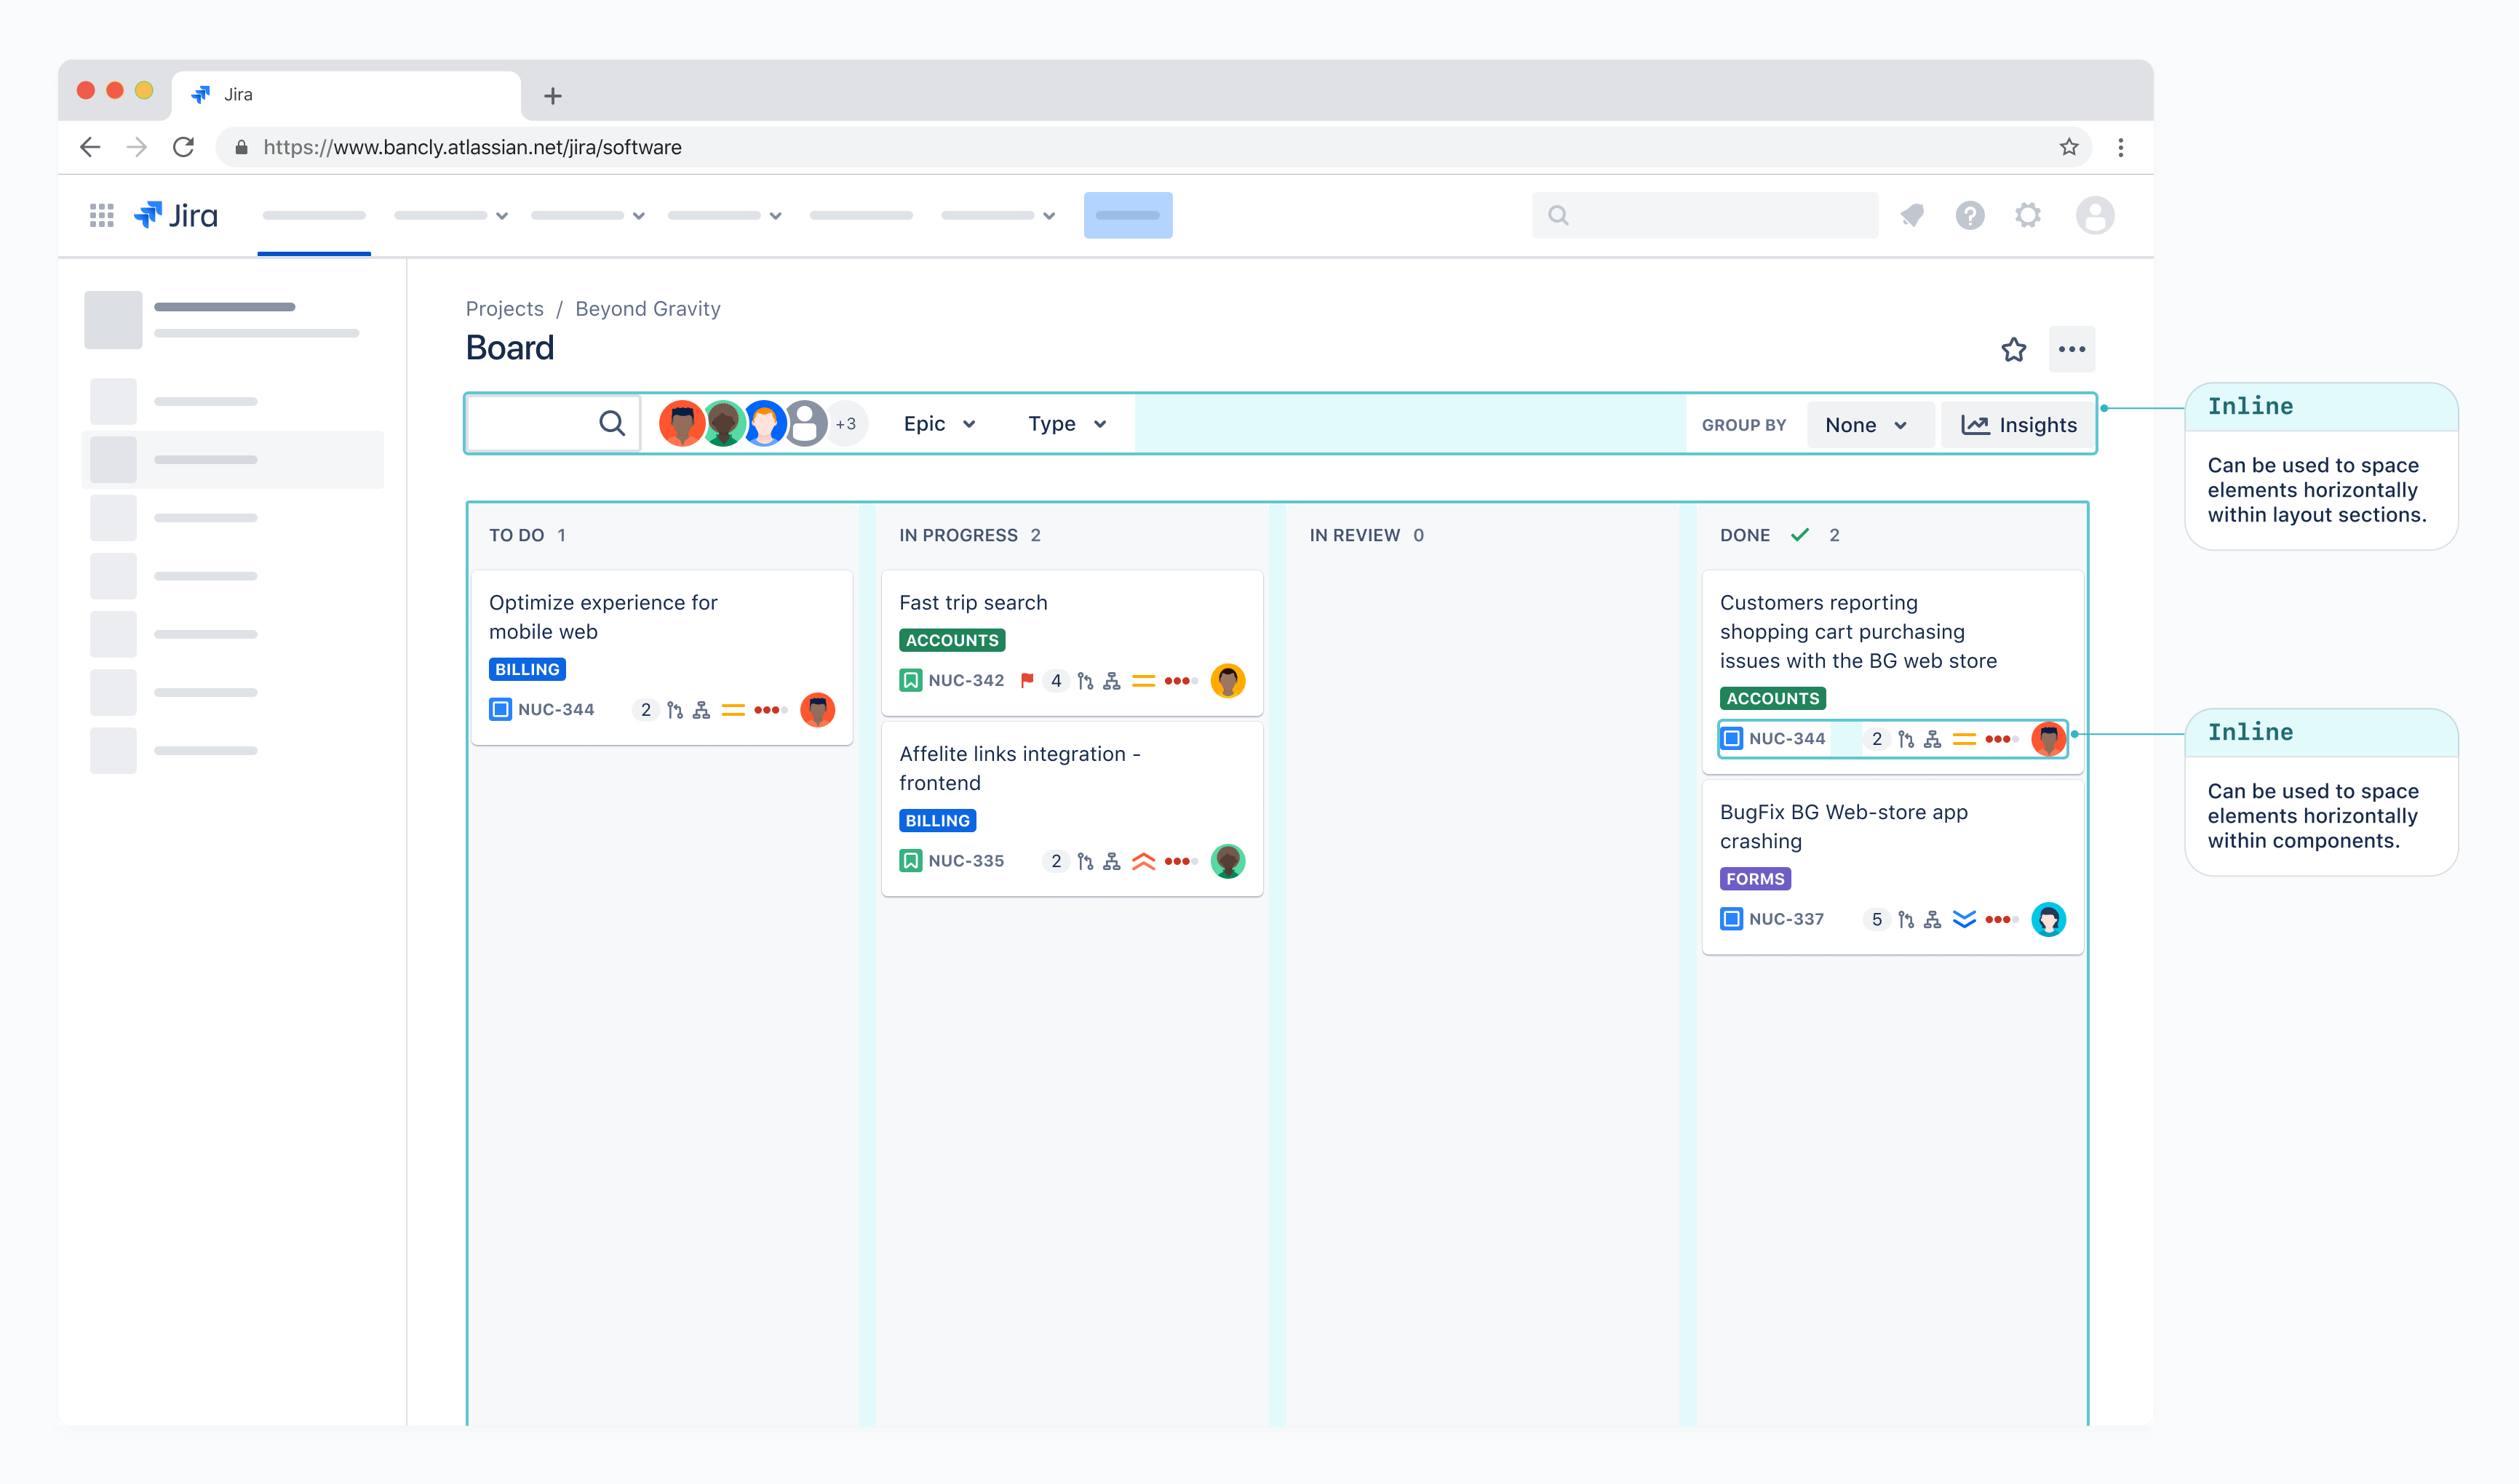 Jira
https://www.bancly.atlassian.net/jira/software
Jira
Projects / Beyond Gravity
Board
+3 Epic Type GROUP BY None Insights
TO DO 1
Optimize experience for
mobile web
BILLING
NUC-344 2
IN PROGRESS 2
Fast trip search
ACCOUNTS
NUC-342 4
Affelite links integration -
frontend
BILLING
NUC-335 2
IN REVIEW 0
DONE 2
Customers reporting
shopping cart purchasing
issues with the BG web store
ACCOUNTS
NUC-344 2
BugFix BG Web-store app
crashing
FORMS
NUC-337 5
Inline
Can be used to space
elements horizontally
within layout sections.
Inline
Can be used to space
elements horizontally
within components.